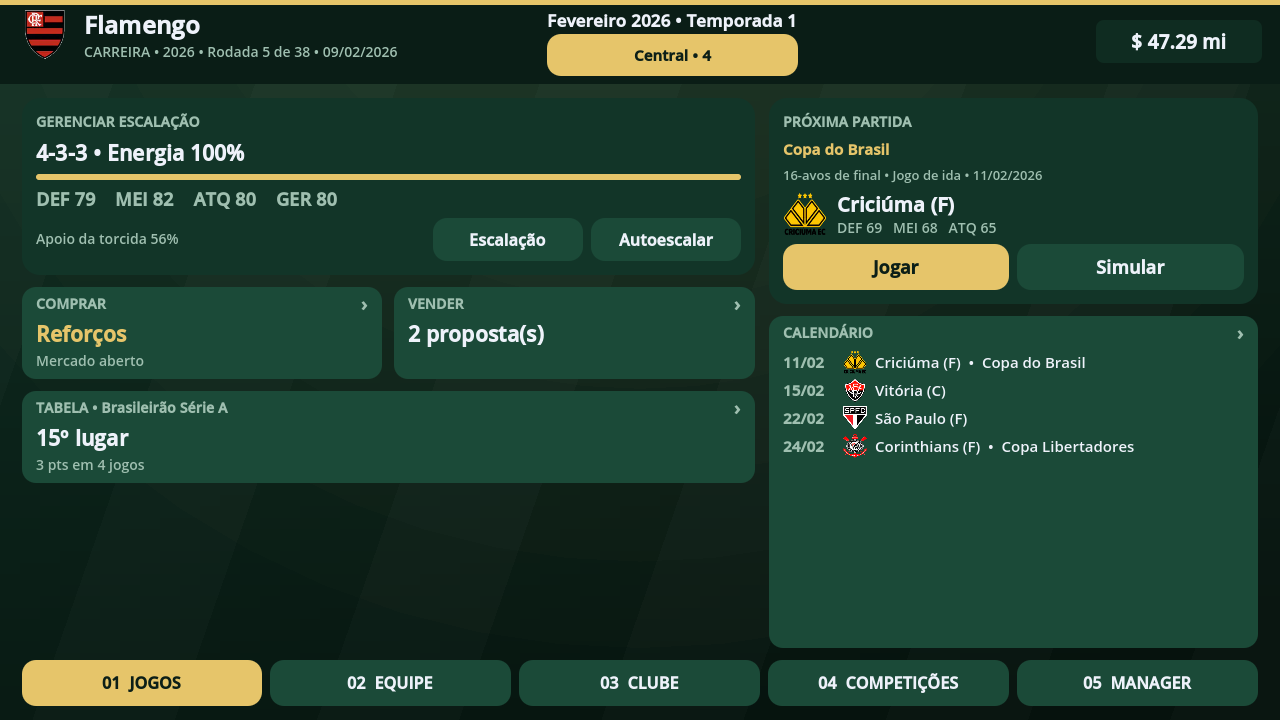 Flamengo
CARREIRA • 2026 • Rodada 5 de 38 • 09/02/2026
Fevereiro 2026 • Temporada 1
Central • 4
$ 47.29 mi
GERENCIAR ESCALAÇÃO
4-3-3 • Energia 100%
DEF 79 MEI 82 ATQ 80 GER 80
Apoio da torcida 56%
Escalação
Autoescalar
COMPRAR ›
Reforços
Mercado aberto
VENDER ›
2 proposta(s)
TABELA • Brasileirão Série A ›
15º lugar
3 pts em 4 jogos
PRÓXIMA PARTIDA
Copa do Brasil
16-avos de final • Jogo de ida • 11/02/2026
CRICIÚMA EC
Criciúma (F)
DEF 69 MEI 68 ATQ 65
Jogar
Simular
CALENDÁRIO ›
11/02 Criciúma (F) • Copa do Brasil
15/02 Vitória (C)
22/02 SPFC São Paulo (F)
24/02 Corinthians (F) • Copa Libertadores
01 JOGOS
02 EQUIPE
03 CLUBE
04 COMPETIÇÕES
05 MANAGER